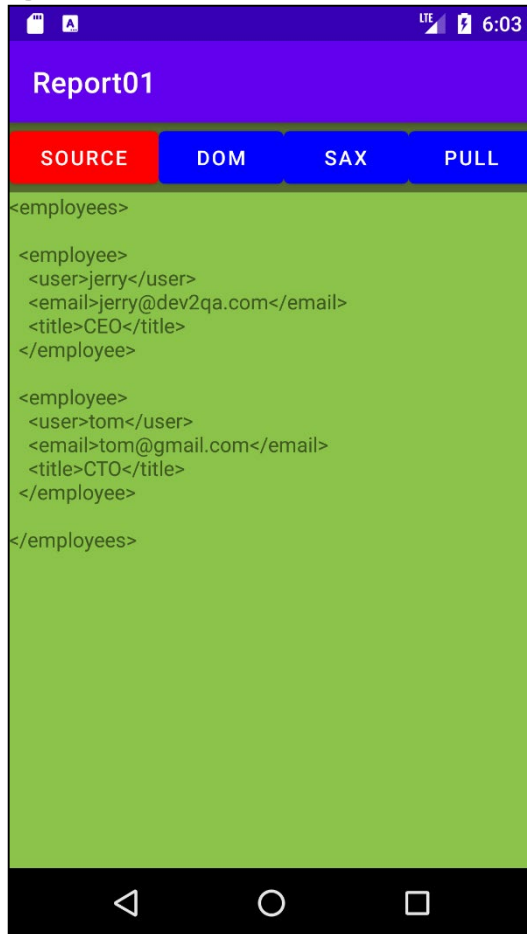 LTE 6:03
Report01
SOURCE DOM SAX PULL
<employees>
<employee>
<user>jerry</user>
<email>jerry@dev2qa.com</email>
<title>CEO</title>
</employee>
<employee>
<user>tom</user>
<email>tom@gmail.com</email>
<title>CTO</title>
</employee>
</employees>